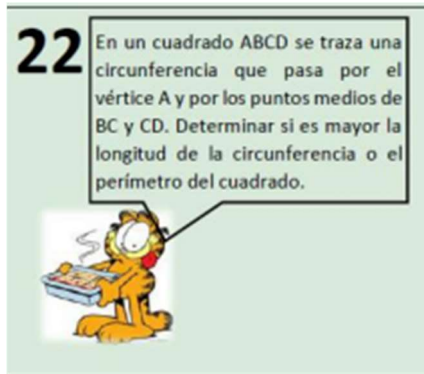 22
En un cuadrado ABCD se traza una
circunferencia que pasa por el
vértice A y por los puntos medios de
BC y CD. Determinar si es mayor la
longitud de la circunferencia o el
perímetro del cuadrado.